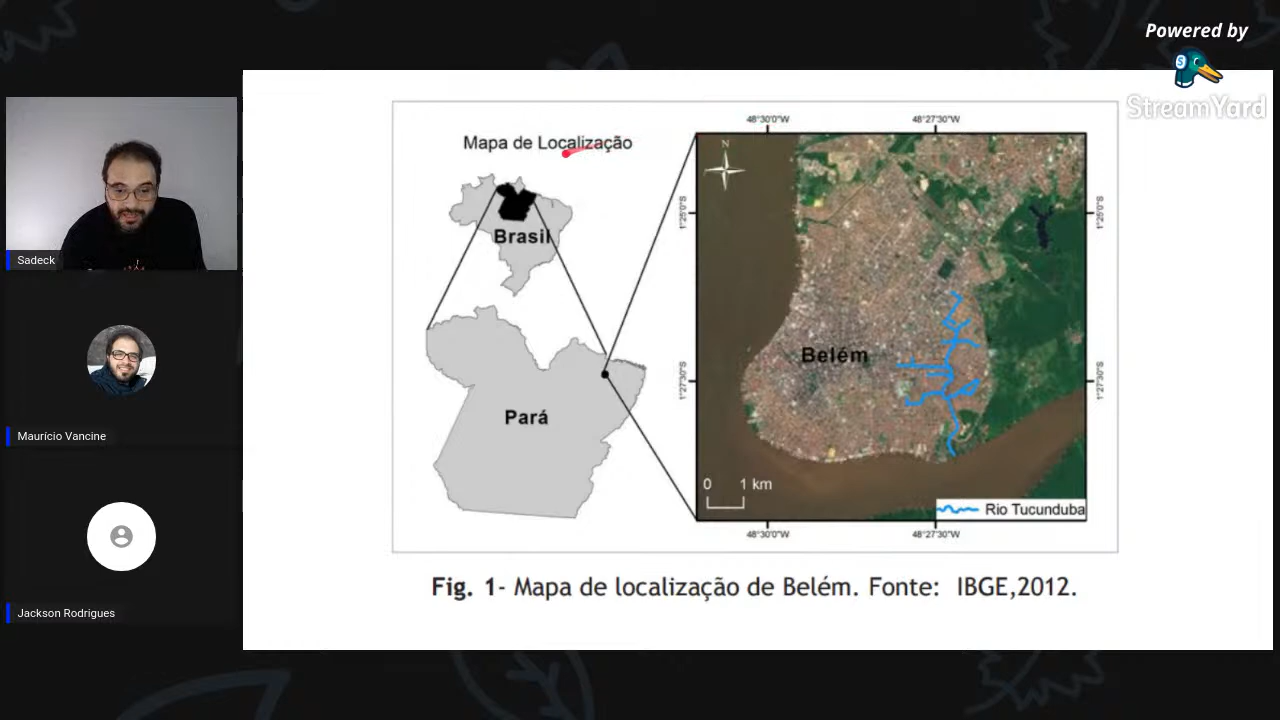 Powered by
StreamYard
Sadeck
Maurício Vancine
Jackson Rodrigues
Mapa de Localização
Brasil
Pará
48°30'0"W
48°27'30"W
N
1°25'0"S
1°25'0"S
Belém
1°27'30"S
1°27'30"S
0 1 km
Rio Tucunduba
48°30'0"W
48°27'30"W
Fig. 1- Mapa de localização de Belém. Fonte: IBGE,2012.